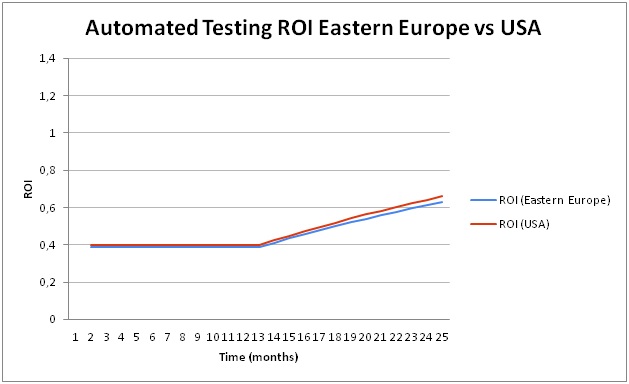 Automated Testing ROI Eastern Europe vs USA
1,4
1,2
1
0,8
0,6
0,4
0,2
0
ROI
ROI (Eastern Europe)
ROI (USA)
1 2 3 4 5 6 7 8 9 10 11 12 13 14 15 16 17 18 19 20 21 22 23 24 25
Time (months)